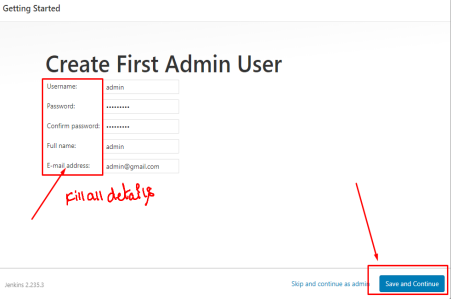 Getting Started
Create First Admin User
Username: admin
Password: •••••••••
Confirm password: •••••••••
Full name: admin
E-mail address: admin@gmail.com
Fill all details
Jenkins 2.235.3
Skip and continue as admin
Save and Continue